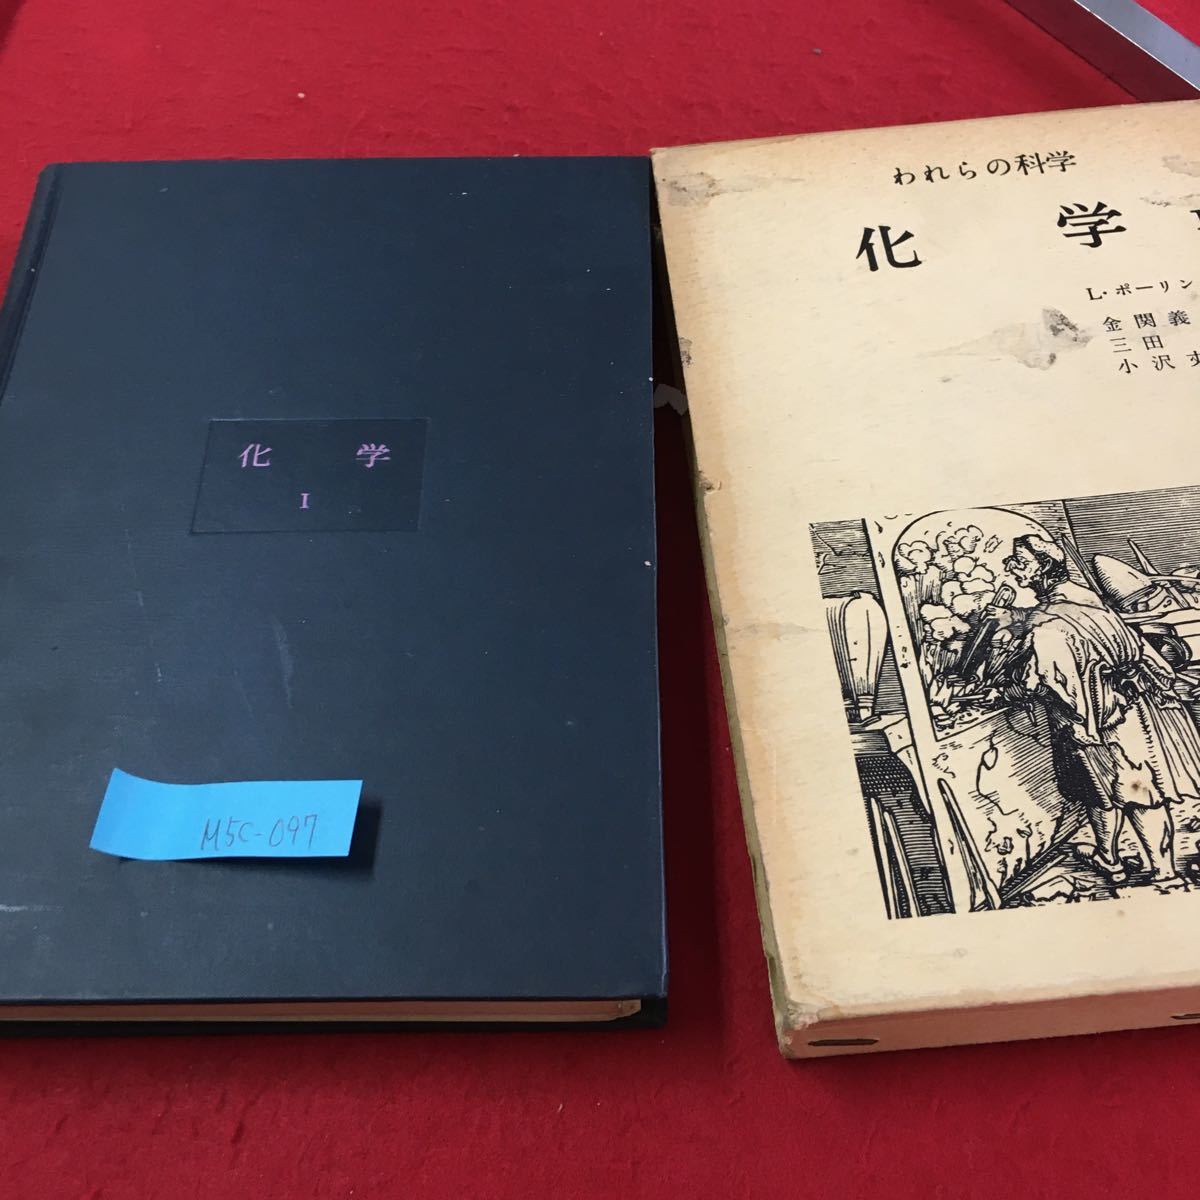 化 学
I
M5C-097
われらの科学
化 学
L・ポーリン
金関義
三田
小沢